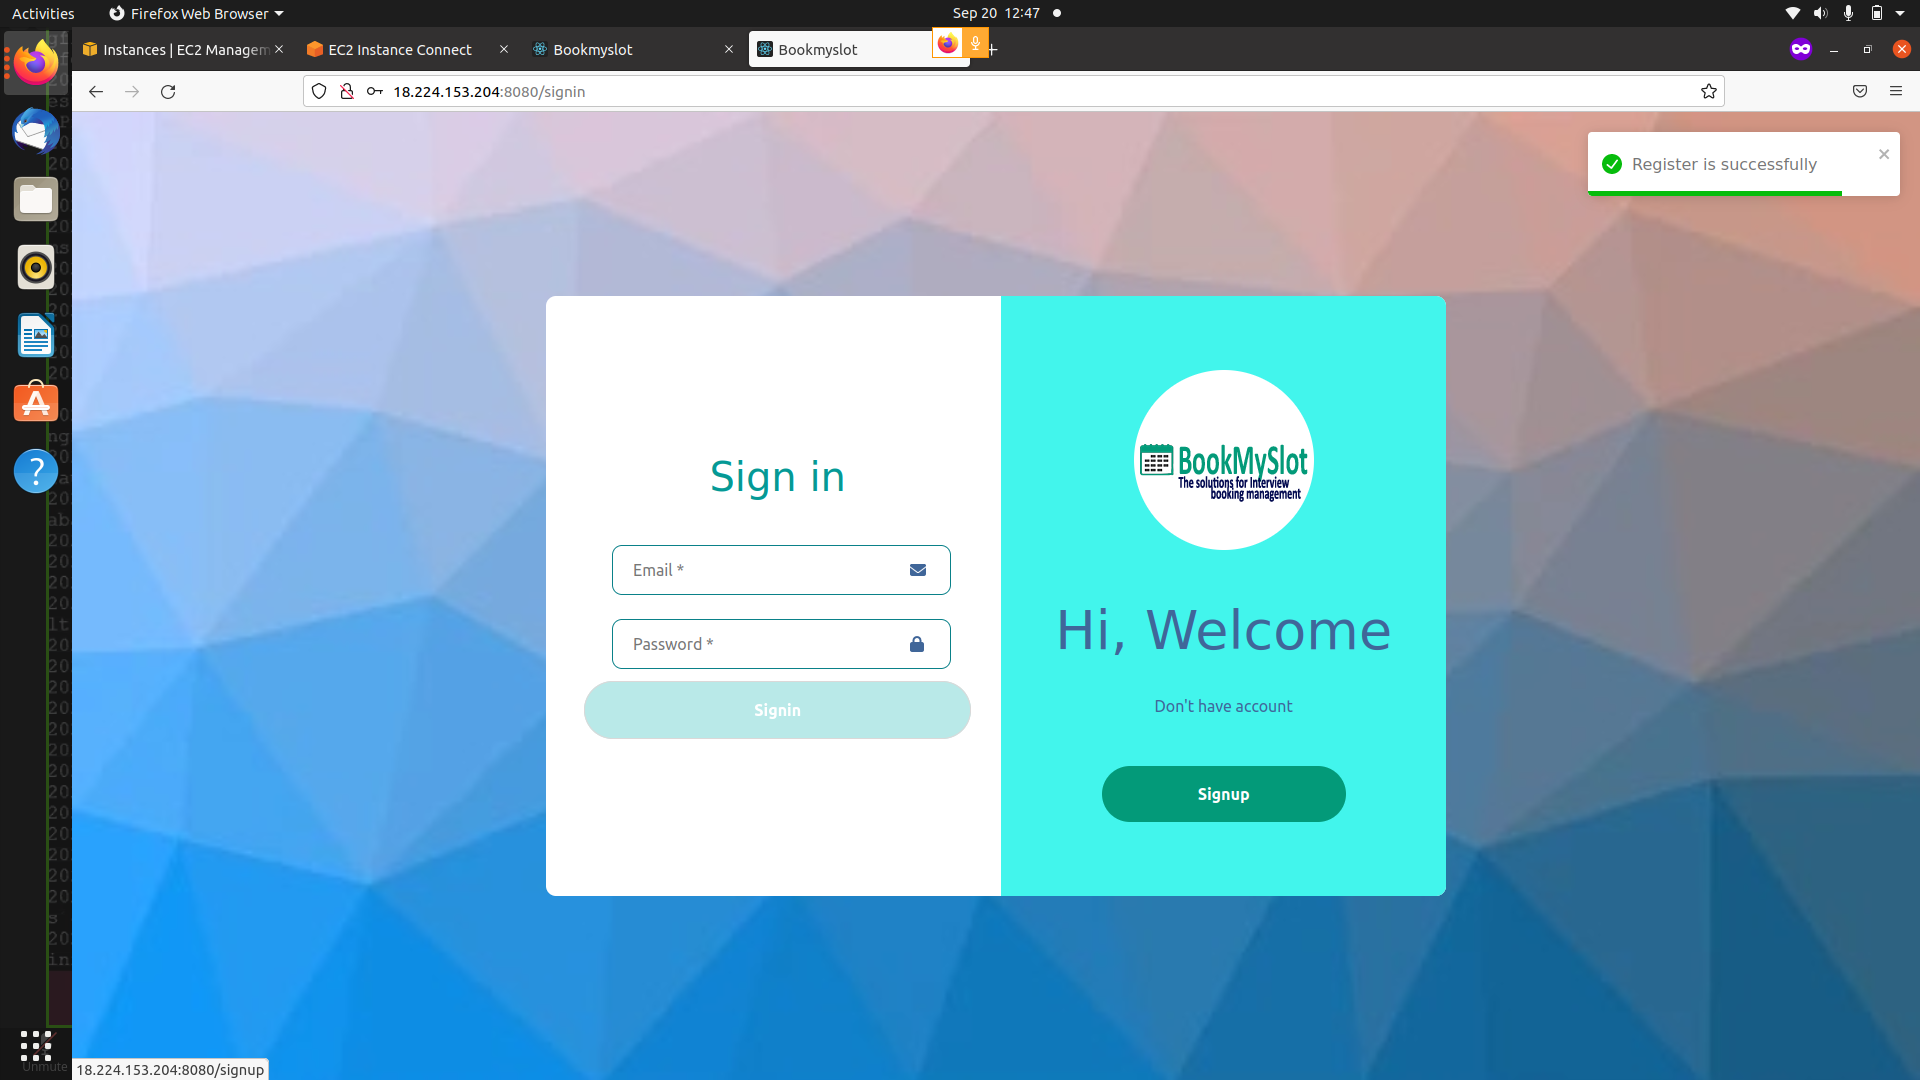 Activities
Firefox Web Browser
Sep 20 12:47
Instances | EC2 Managem
EC2 Instance Connect
Bookmyslot
Bookmyslot
18.224.153.204:8080/signin
Register is successfully
Sign in
Email *
Password *
Signin
BookMySlot
The solutions for Interview
booking management
Hi, Welcome
Don't have account
Signup
Unmute
18.224.153.204:8080/signup